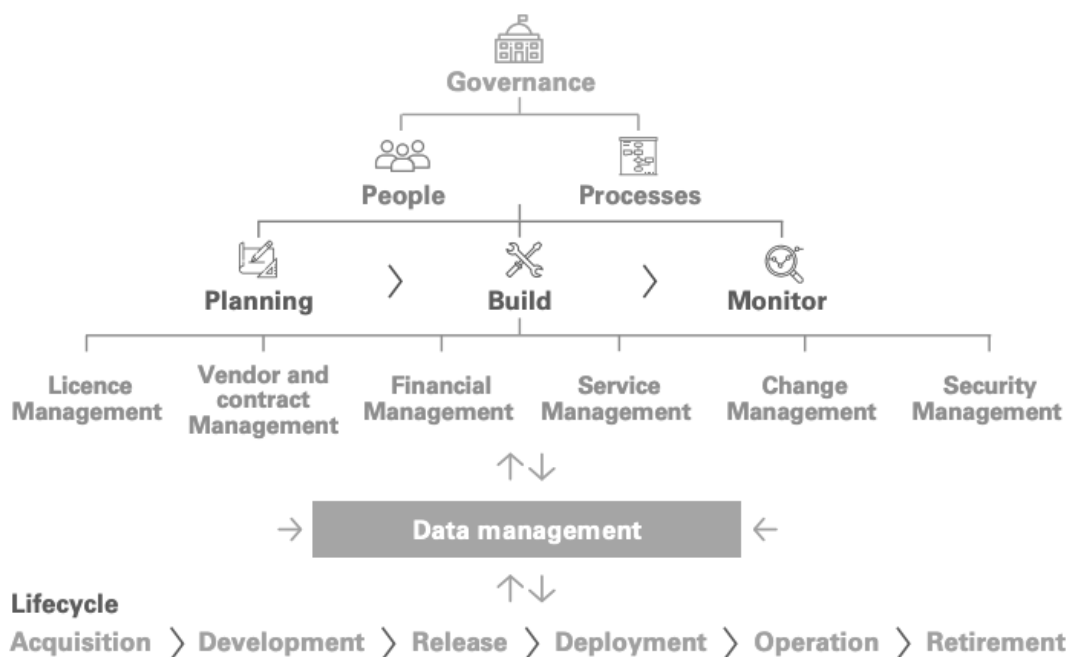 Governance
People
Processes
Planning
Build
Monitor
Licence
Management
Vendor and
contract
Management
Financial
Management
Service
Management
Change
Management
Security
Management
Data management
Lifecycle
Acquisition
Development
Release
Deployment
Operation
Retirement